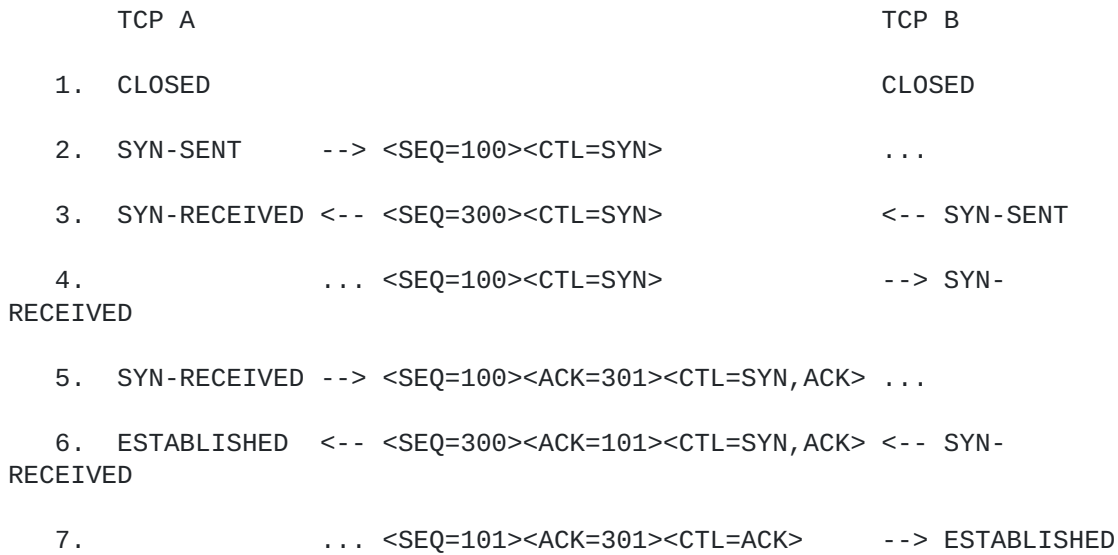 TCP A                                                TCP B
1.  CLOSED                                               CLOSED
2.  SYN-SENT     --> <SEQ=100><CTL=SYN>               ...
3.  SYN-RECEIVED <-- <SEQ=300><CTL=SYN>               <-- SYN-SENT
4.               ... <SEQ=100><CTL=SYN>               --> SYN-
RECEIVED
5.  SYN-RECEIVED --> <SEQ=100><ACK=301><CTL=SYN,ACK> ...
6.  ESTABLISHED  <-- <SEQ=300><ACK=101><CTL=SYN,ACK> <-- SYN-
RECEIVED
7.               ... <SEQ=101><ACK=301><CTL=ACK>     --> ESTABLISHED